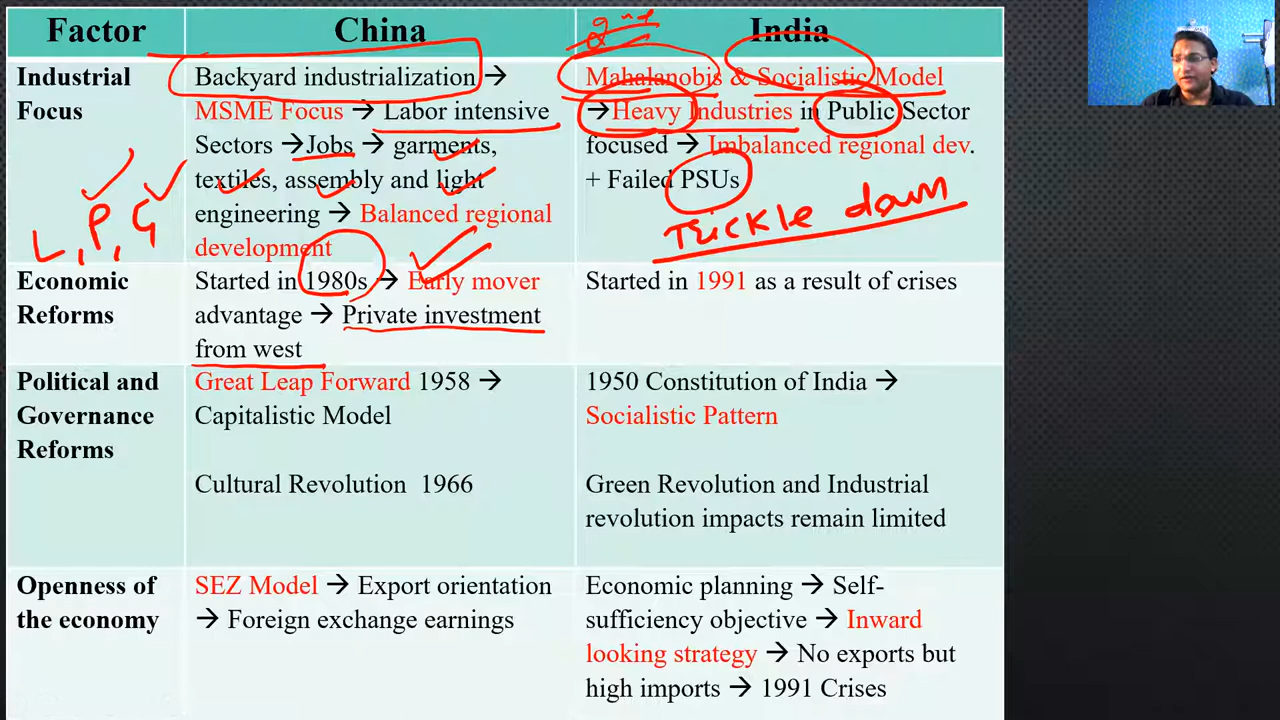 Factor China India
2nd
Industrial Focus
Backyard industrialization →
MSME Focus → Labor intensive
Sectors → Jobs → garments,
textiles, assembly and light
engineering → Balanced regional
development
Mahalanobis & Socialistic Model
→ Heavy Industries in Public Sector
focused → Imbalanced regional dev.
+ Failed PSUs
L, P, G
Trickle down
Economic
Reforms
Started in 1980s → Early mover
advantage → Private investment
from west
Started in 1991 as a result of crises
Political and
Governance
Reforms
Great Leap Forward 1958 →
Capitalistic Model
Cultural Revolution 1966
1950 Constitution of India →
Socialistic Pattern
Green Revolution and Industrial
revolution impacts remain limited
Openness of
the economy
SEZ Model → Export orientation
→ Foreign exchange earnings
Economic planning → Self-
sufficiency objective → Inward
looking strategy → No exports but
high imports → 1991 Crises